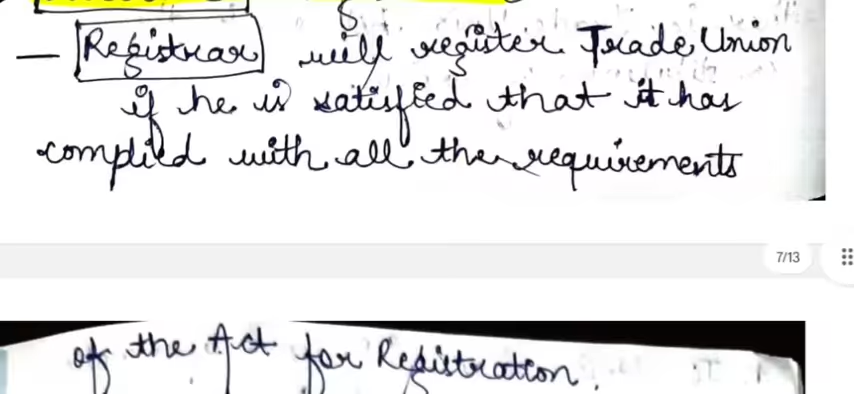 — Registrar will register Trade Union
if he is satisfied that it has
complied with all the requirements
7/13
of the Act for Registration.